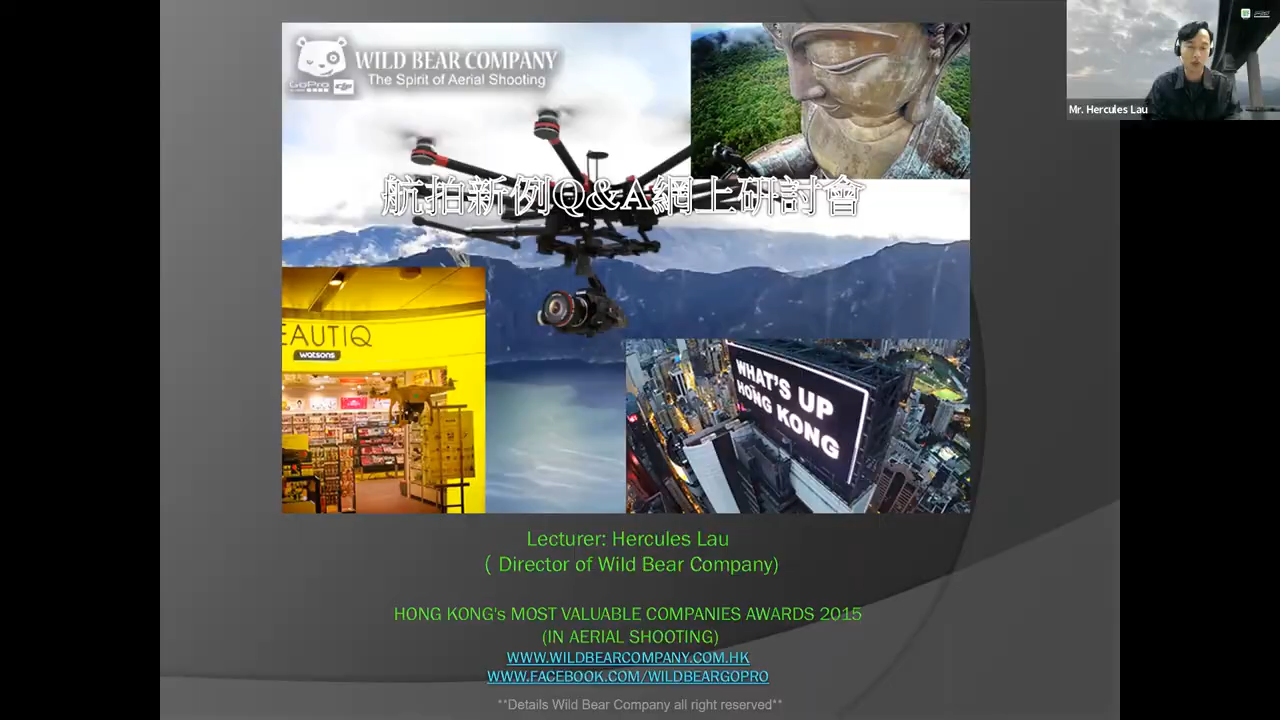 WILD BEAR COMPANY
The Spirit of Aerial Shooting
GoPro
航拍新例Q&A網上研討會
EAUTIQ
watsons
WHAT'S UP
HONG KONG
Mr. Hercules Lau
Lecturer: Hercules Lau
( Director of Wild Bear Company)
HONG KONG's MOST VALUABLE COMPANIES AWARDS 2015
(IN AERIAL SHOOTING)
WWW.WILDBEARCOMPANY.COM.HK
WWW.FACEBOOK.COM/WILDBEARGOPRO
**Details Wild Bear Company all right reserved**